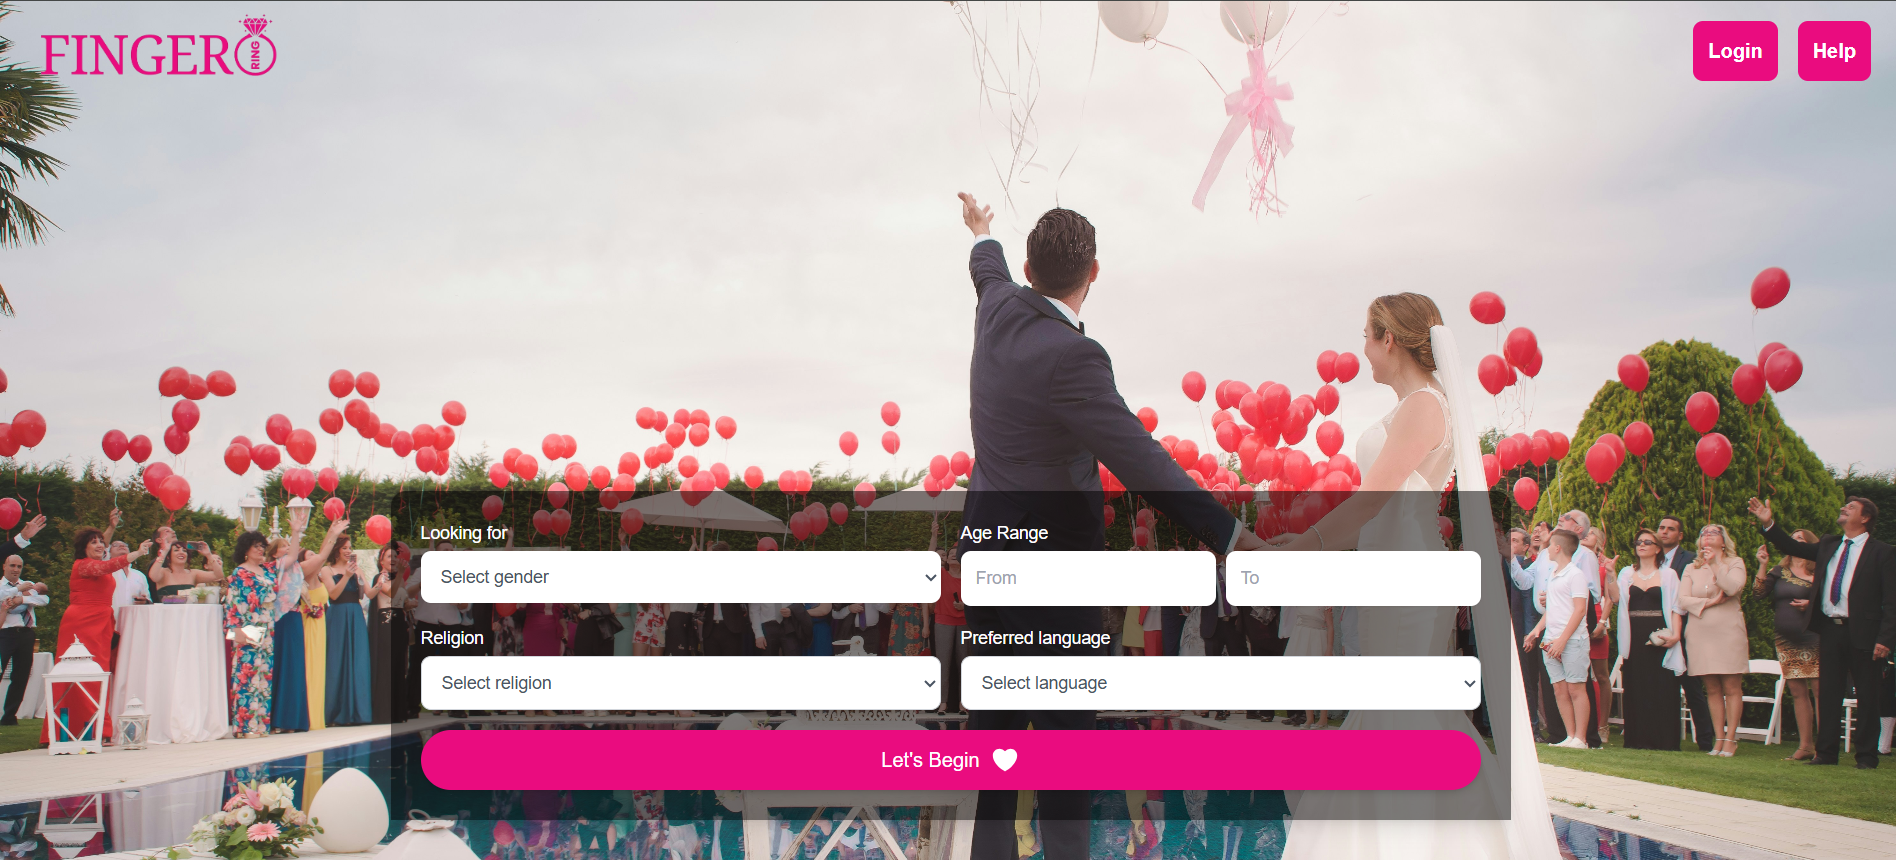 FINGER RING
Login
Help
Looking for
Age Range
Select gender
From
To
Religion
Preferred language
Select religion
Select language
Let's Begin